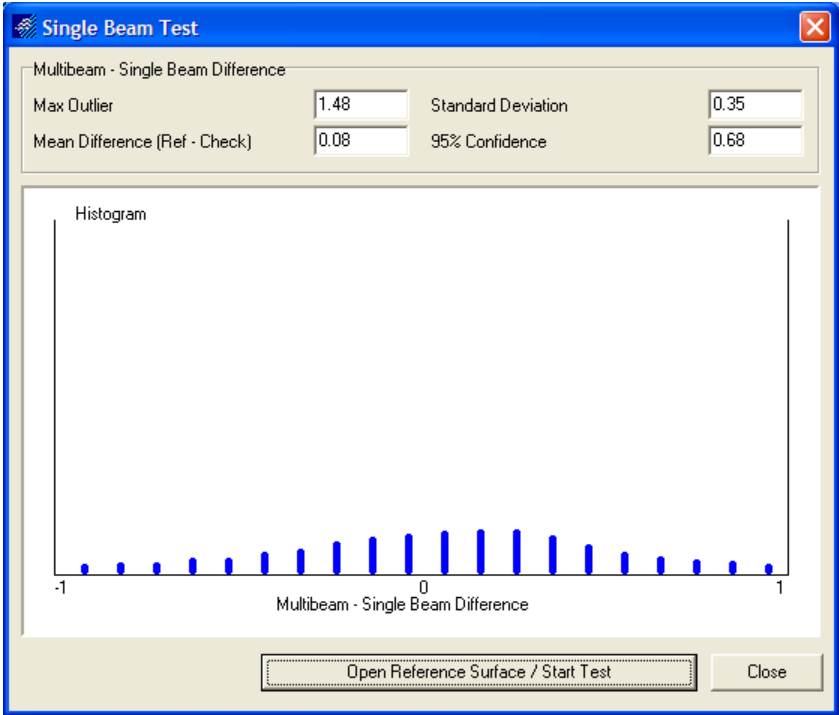 Single Beam Test
Multibeam - Single Beam Difference
Max Outlier 1.48 Standard Deviation 0.35
Mean Difference (Ref - Check) 0.08 95% Confidence 0.68
Histogram
-1 0 1
Multibeam - Single Beam Difference
Open Reference Surface / Start Test Close